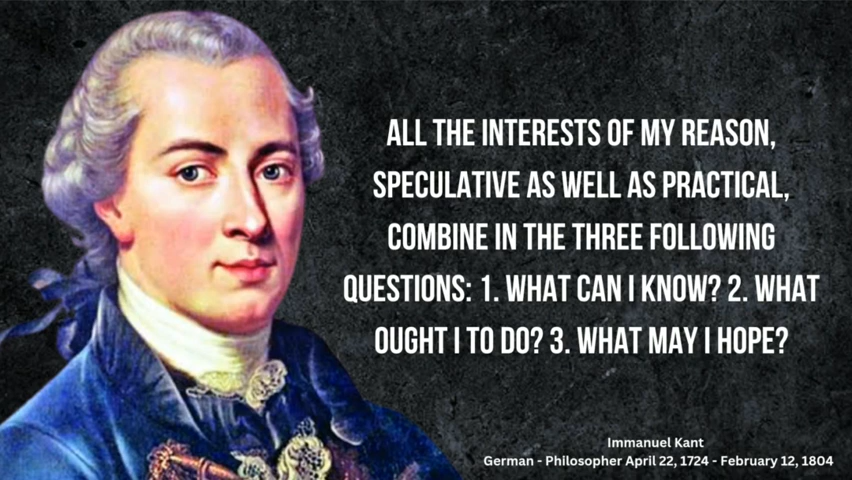 ALL THE INTERESTS OF MY REASON,
SPECULATIVE AS WELL AS PRACTICAL,
COMBINE IN THE THREE FOLLOWING
QUESTIONS: 1. WHAT CAN I KNOW? 2. WHAT
OUGHT I TO DO? 3. WHAT MAY I HOPE?
Immanuel Kant
German - Philosopher April 22, 1724 - February 12, 1804